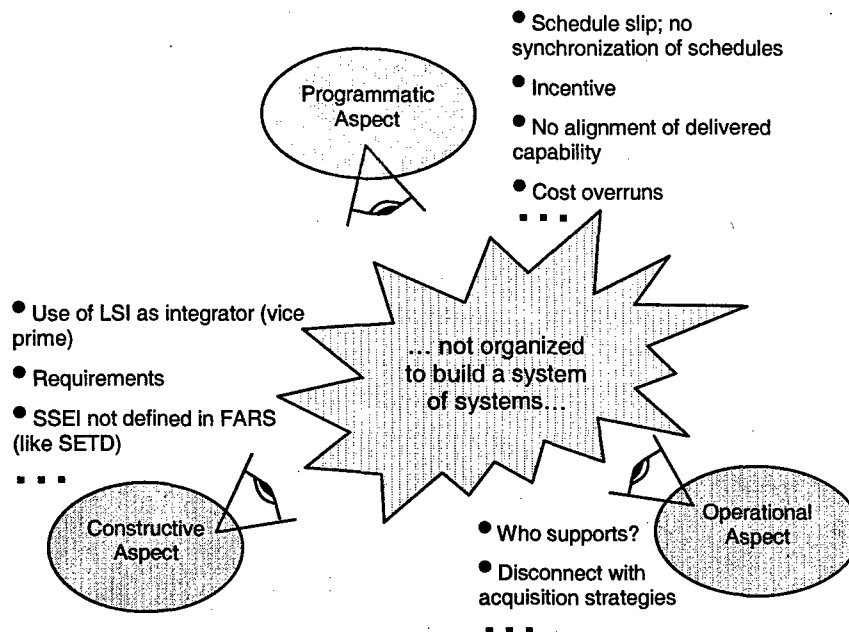 ● Schedule slip; no
synchronization of schedules
● Incentive
● No alignment of delivered
capability
● Cost overruns
▪ ▪ ▪
Programmatic
Aspect
● Use of LSI as integrator (vice
prime)
● Requirements
● SSEI not defined in FARS
(like SETD)
▪ ▪ ▪
... not organized
to build a system
of systems...
Constructive
Aspect
Operational
Aspect
● Who supports?
● Disconnect with
acquisition strategies
▪ ▪ ▪